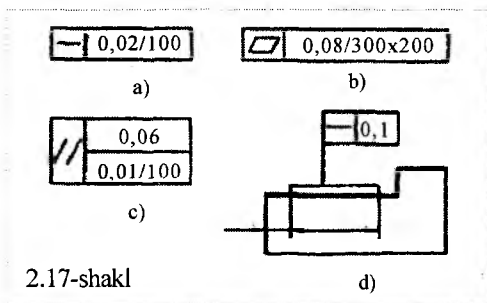 — 0,02/100
▱ 0,08/300x200
a)
b)
// 0,06
0,01/100
— 0,1
c)
2.17-shakl
d)